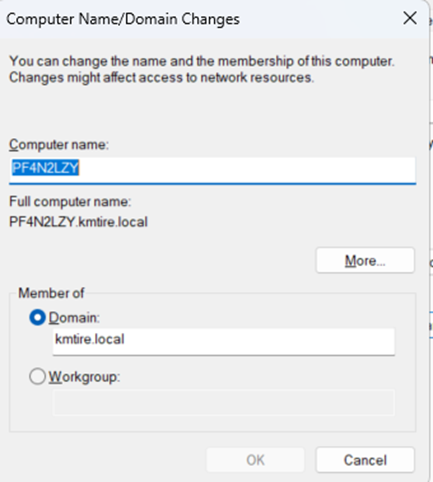 Computer Name/Domain Changes
You can change the name and the membership of this computer.
Changes might affect access to network resources.
Computer name:
PF4N2LZY
Full computer name:
PF4N2LZY.kmtire.local
More...
Member of
Domain:
kmtire.local
Workgroup:
OK
Cancel